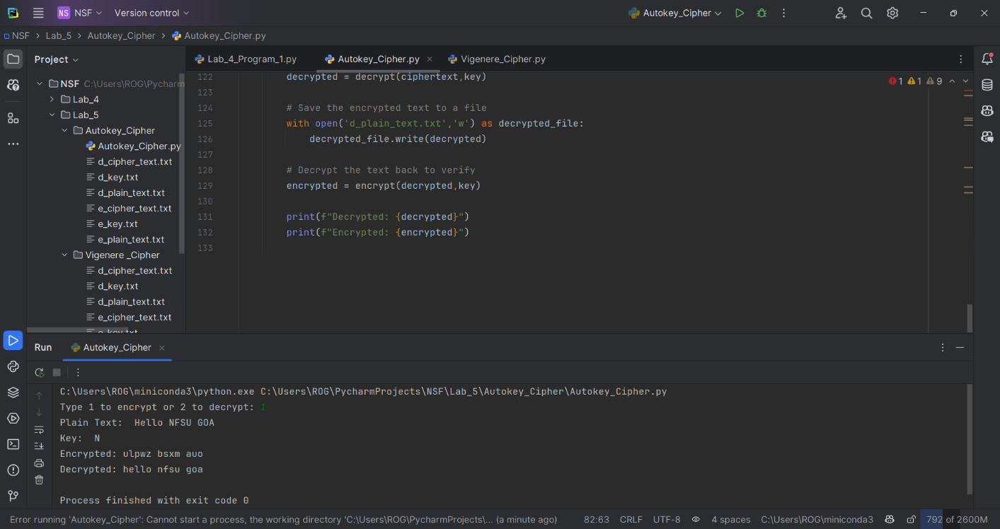 NS NSF Version control Autokey_Cipher
NSF > Lab_5 > Autokey_Cipher > Autokey_Cipher.py
Project
Lab_4_Program_1.py Autokey_Cipher.py Vigenere_Cipher.py
NSF C:\Users\ROG\Pycharm
Lab_4
Lab_5
Autokey_Cipher
Autokey_Cipher.py
d_cipher_text.txt
d_key.txt
d_plain_text.txt
e_cipher_text.txt
e_key.txt
e_plain_text.txt
Vigenere _Cipher
d_cipher_text.txt
d_key.txt
d_plain_text.txt
e_cipher_text.txt
e_key.txt
1 1 9
122 decrypted = decrypt(ciphertext,key)
123
124 # Save the encrypted text to a file
125 with open('d_plain_text.txt','w') as decrypted_file:
126 decrypted_file.write(decrypted)
127
128 # Decrypt the text back to verify
129 encrypted = encrypt(decrypted,key)
130
131 print(f"Decrypted: {decrypted}")
132 print(f"Encrypted: {encrypted}")
133
Run Autokey_Cipher
C:\Users\ROG\miniconda3\python.exe C:\Users\ROG\PycharmProjects\NSF\Lab_5\Autokey_Cipher\Autokey_Cipher.py
Type 1 to encrypt or 2 to decrypt: 1
Plain Text:  Hello NFSU GOA
Key:  N
Encrypted: ulpwz bsxm auo
Decrypted: hello nfsu goa
Process finished with exit code 0
Error running 'Autokey_Cipher': Cannot start a process, the working directory 'C:\Users\ROG\PycharmProjects\... (a minute ago) 82:63 CRLF UTF-8 4 spaces C:\Users\ROG\miniconda3 792 of 2600M